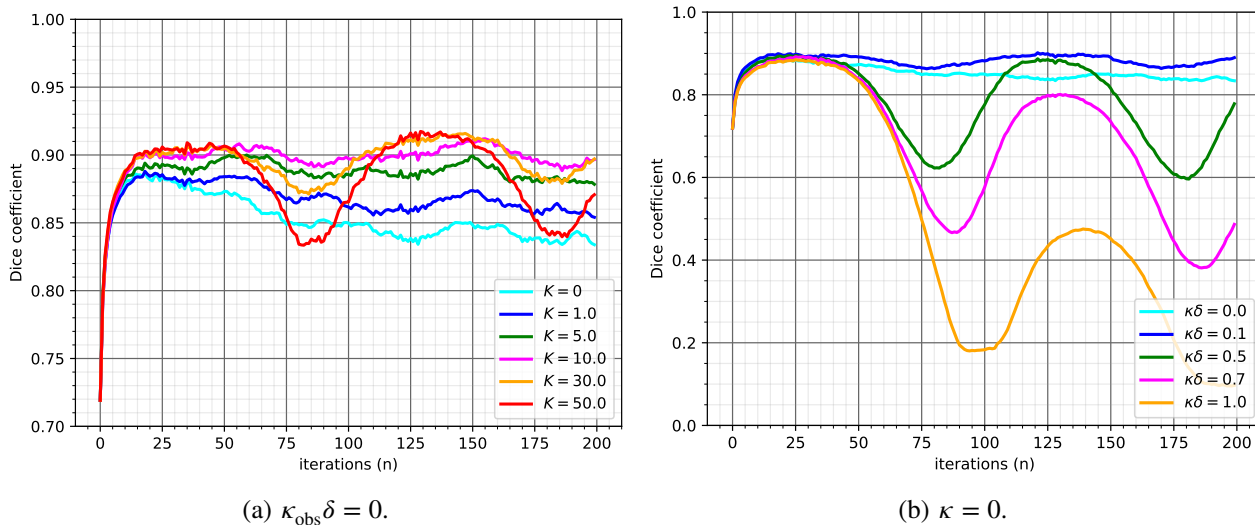 1.00
0.95
0.90
0.85
0.80
0.75
0.70
Dice coefficient
0
25
50
75
100
125
150
175
200
iterations (n)
K = 0
K = 1.0
K = 5.0
K = 10.0
K = 30.0
K = 50.0
(a) κobsδ = 0.
1.0
0.8
0.6
0.4
0.2
0.0
Dice coefficient
0
25
50
75
100
125
150
175
200
iterations (n)
κδ = 0.0
κδ = 0.1
κδ = 0.5
κδ = 0.7
κδ = 1.0
(b) κ = 0.